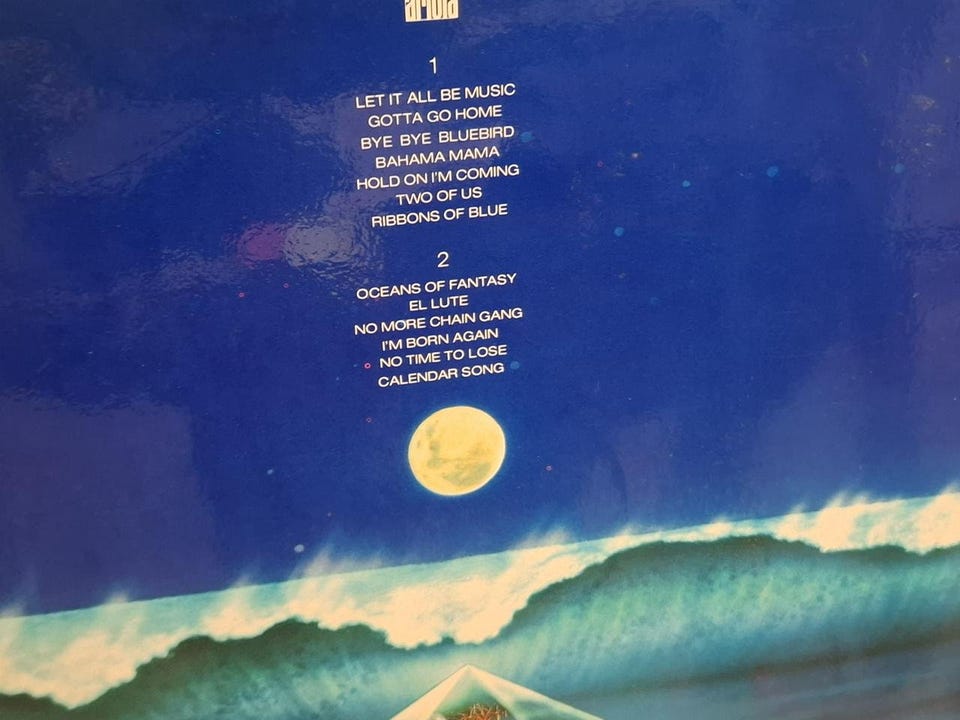 ariola
1
LET IT ALL BE MUSIC
GOTTA GO HOME
BYE BYE BLUEBIRD
BAHAMA MAMA
HOLD ON I'M COMING
TWO OF US
RIBBONS OF BLUE
2
OCEANS OF FANTASY
EL LUTE
NO MORE CHAIN GANG
I'M BORN AGAIN
NO TIME TO LOSE
CALENDAR SONG